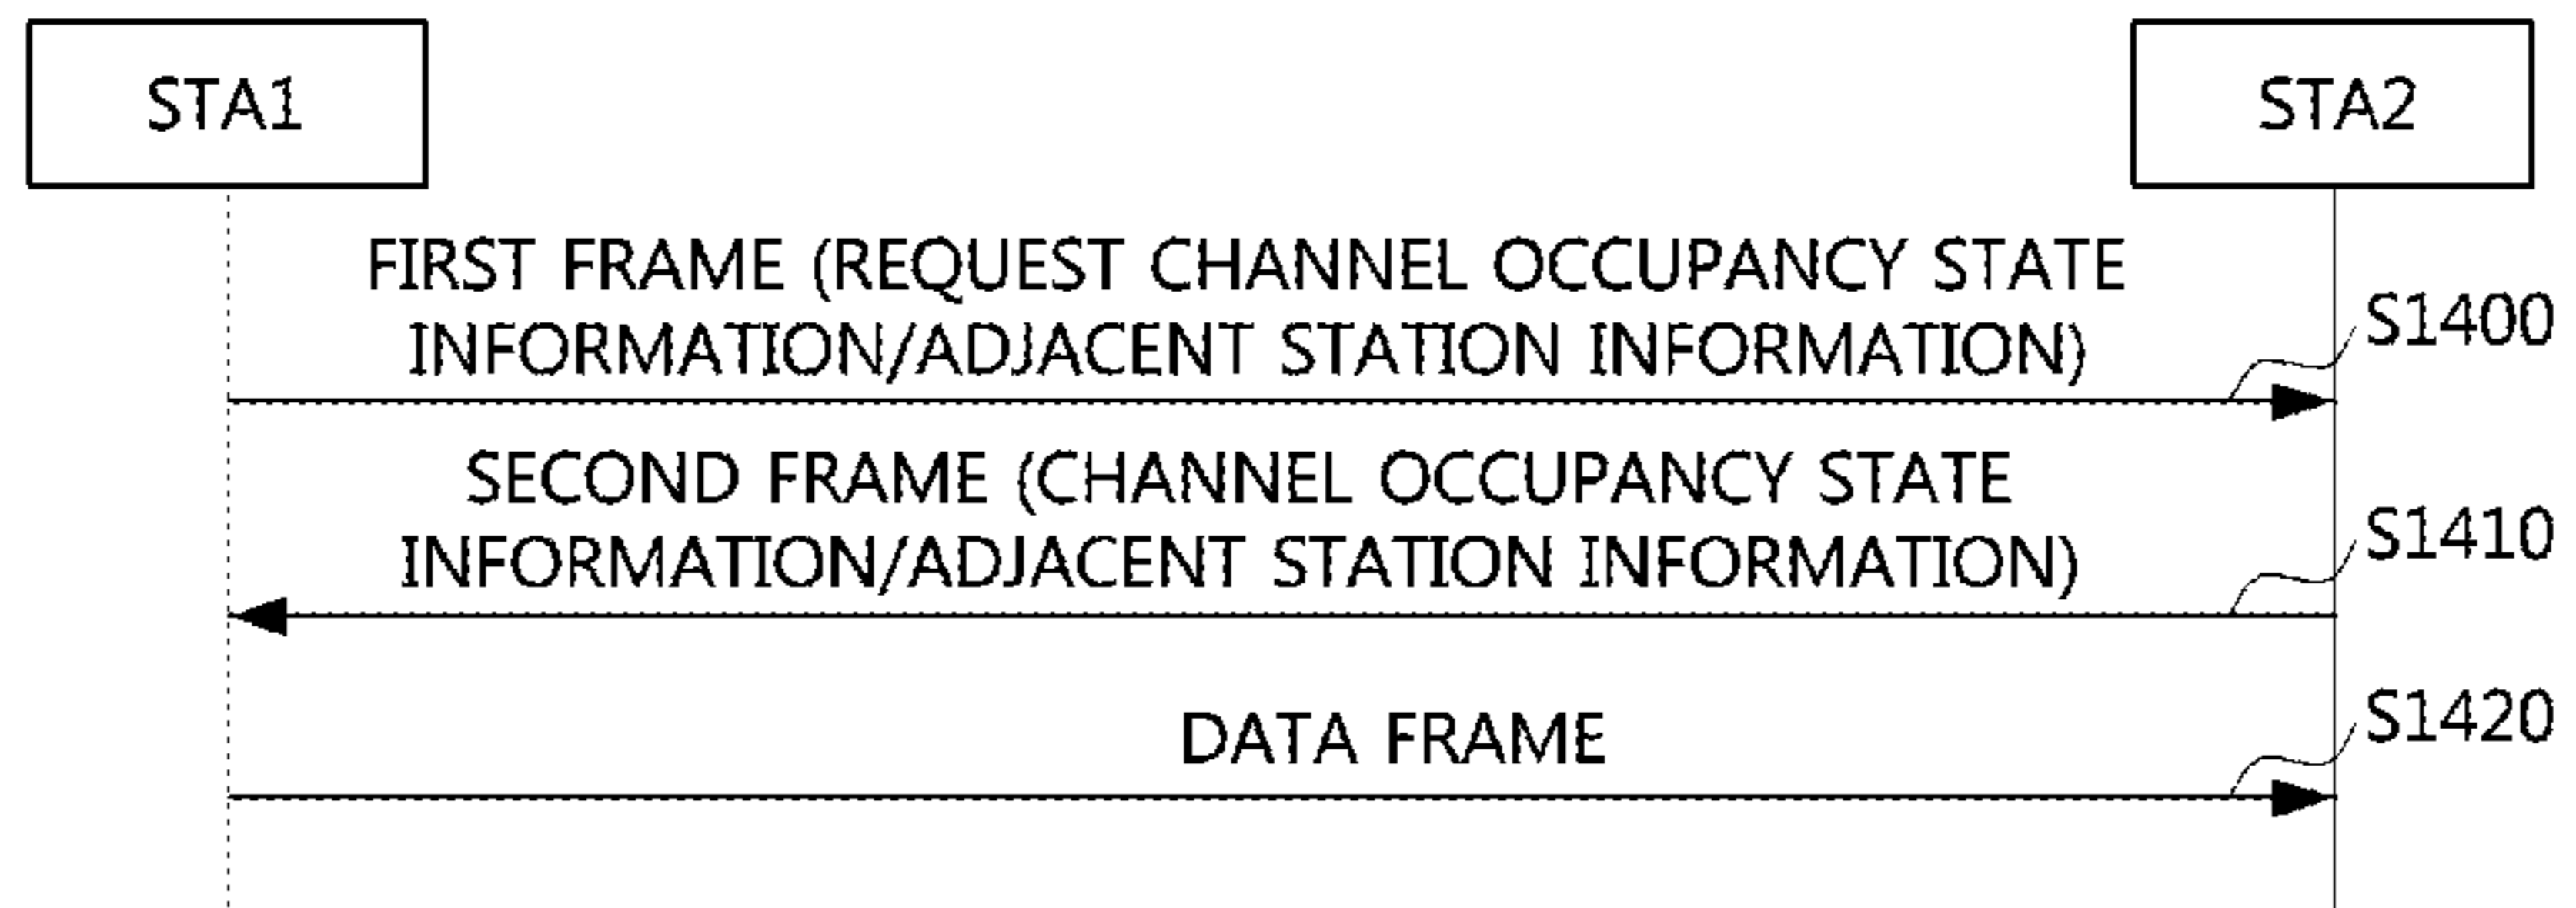 STA1
STA2
FIRST FRAME (REQUEST CHANNEL OCCUPANCY STATE
INFORMATION/ADJACENT STATION INFORMATION)
S1400
SECOND FRAME (CHANNEL OCCUPANCY STATE
INFORMATION/ADJACENT STATION INFORMATION)
S1410
DATA FRAME
S1420